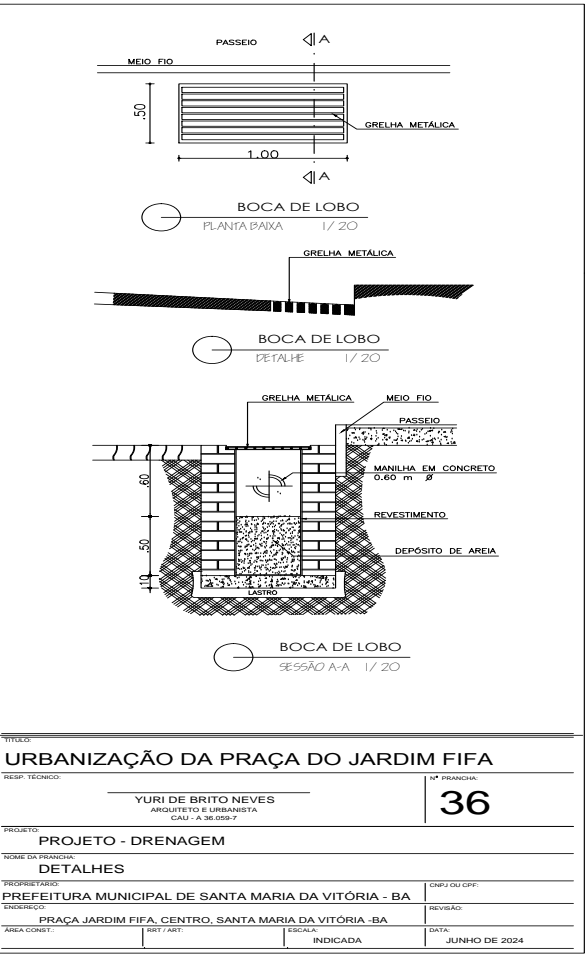 PASSEIO
A
MEIO FIO
.50
GRELHA METÁLICA
1.00
A
BOCA DE LOBO
PLANTA BAIXA 1/20
GRELHA METÁLICA
BOCA DE LOBO
DETALHE 1/20
GRELHA METÁLICA
MEIO FIO
PASSEIO
.60
MANILHA EM CONCRETO
0.60 m Ø
REVESTIMENTO
.50
DEPÓSITO DE AREIA
.10
LASTRO
BOCA DE LOBO
SESSÃO A-A 1/20
TITULO:
URBANIZAÇÃO DA PRAÇA DO JARDIM FIFA
RESP. TÉCNICO:
YURI DE BRITO NEVES
ARQUITETO E URBANISTA
CAU - A 36.059-7
Nº PRANCHA:
36
PROJETO:
PROJETO - DRENAGEM
NOME DA PRANCHA:
DETALHES
PROPRIETARIO:
PREFEITURA MUNICIPAL DE SANTA MARIA DA VITÓRIA - BA
CNPJ OU CPF:
ENDEREÇO:
PRAÇA JARDIM FIFA, CENTRO, SANTA MARIA DA VITÓRIA -BA
REVISÃO:
ÁREA CONST.:
RRT / ART:
ESCALA:
INDICADA
DATA:
JUNHO DE 2024